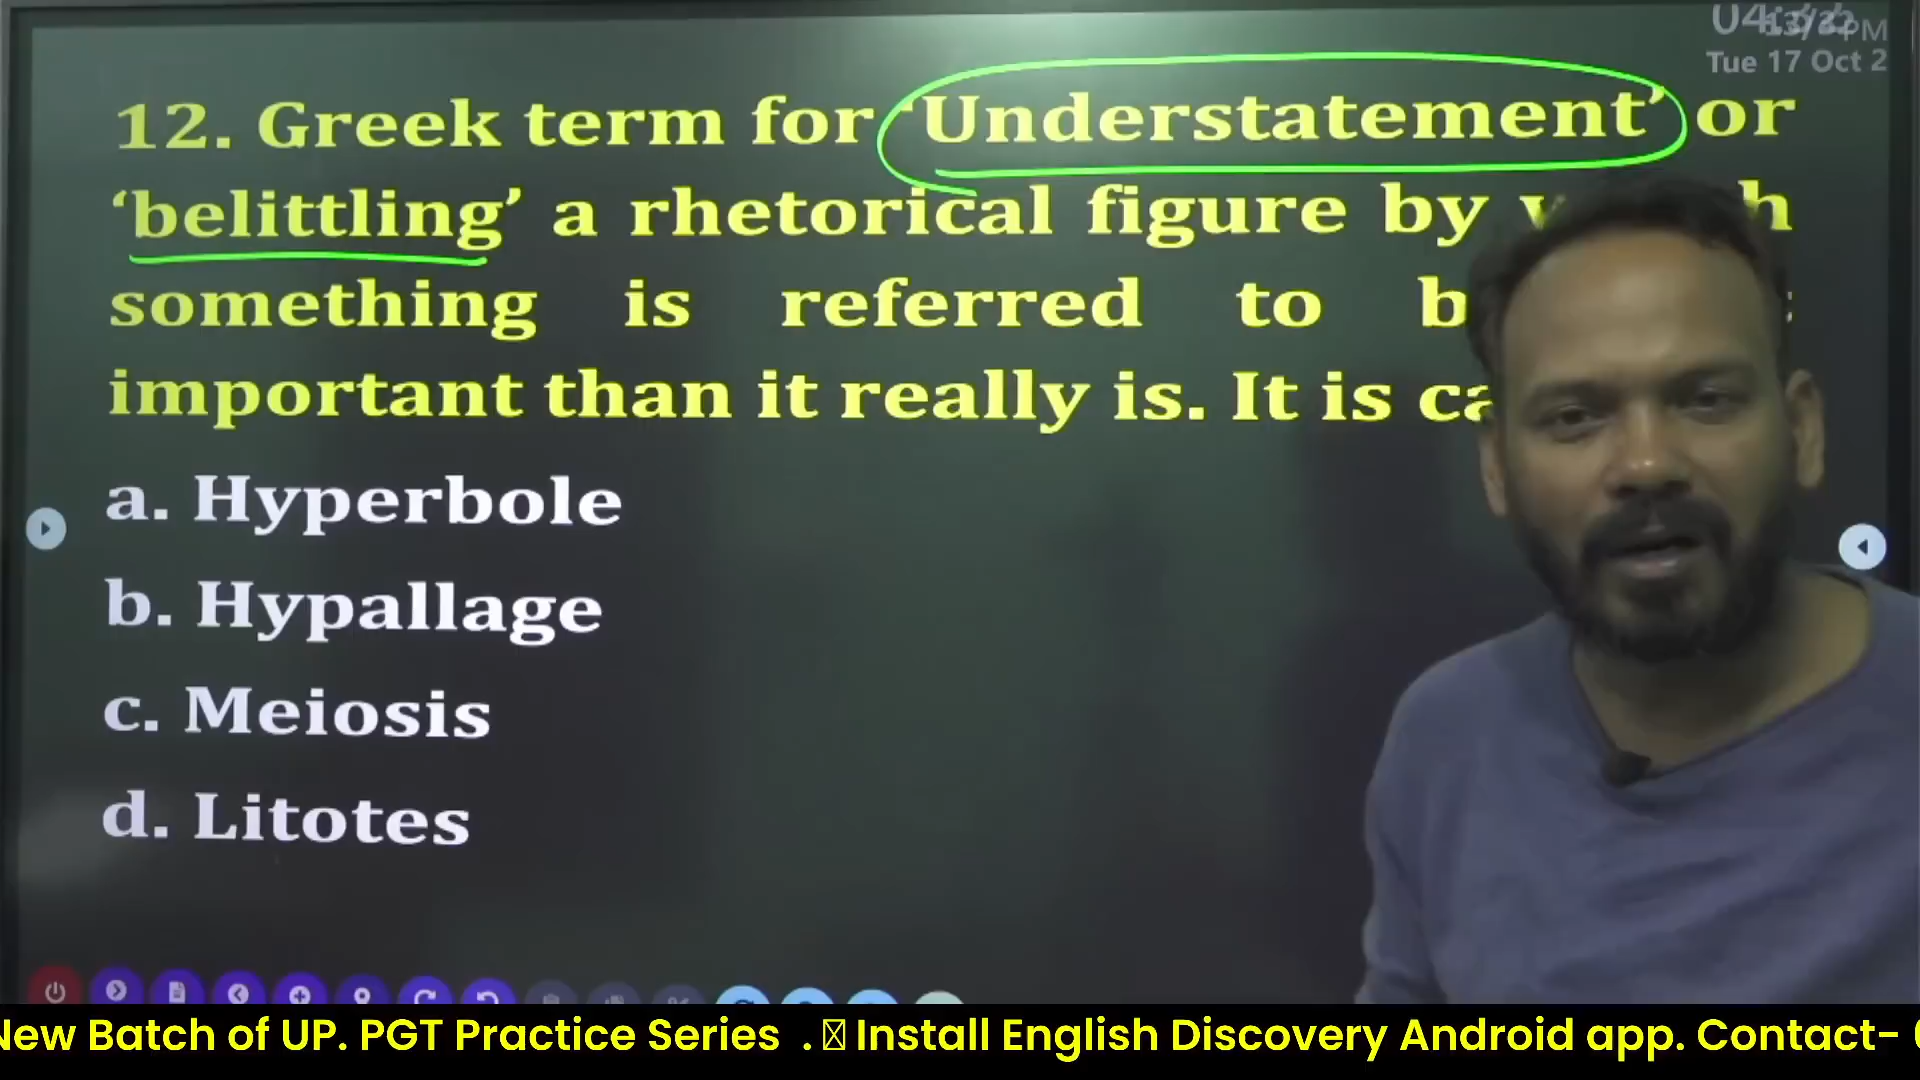 Tue 17 Oct 2
12. Greek term for ‘Understatement’ or
‘belittling’ a rhetorical figure by
something is referred to
important than it really is. It is
a. Hyperbole
b. Hypallage
c. Meiosis
d. Litotes
New Batch of UP. PGT Practice Series . Install English Discovery Android app. Contact-